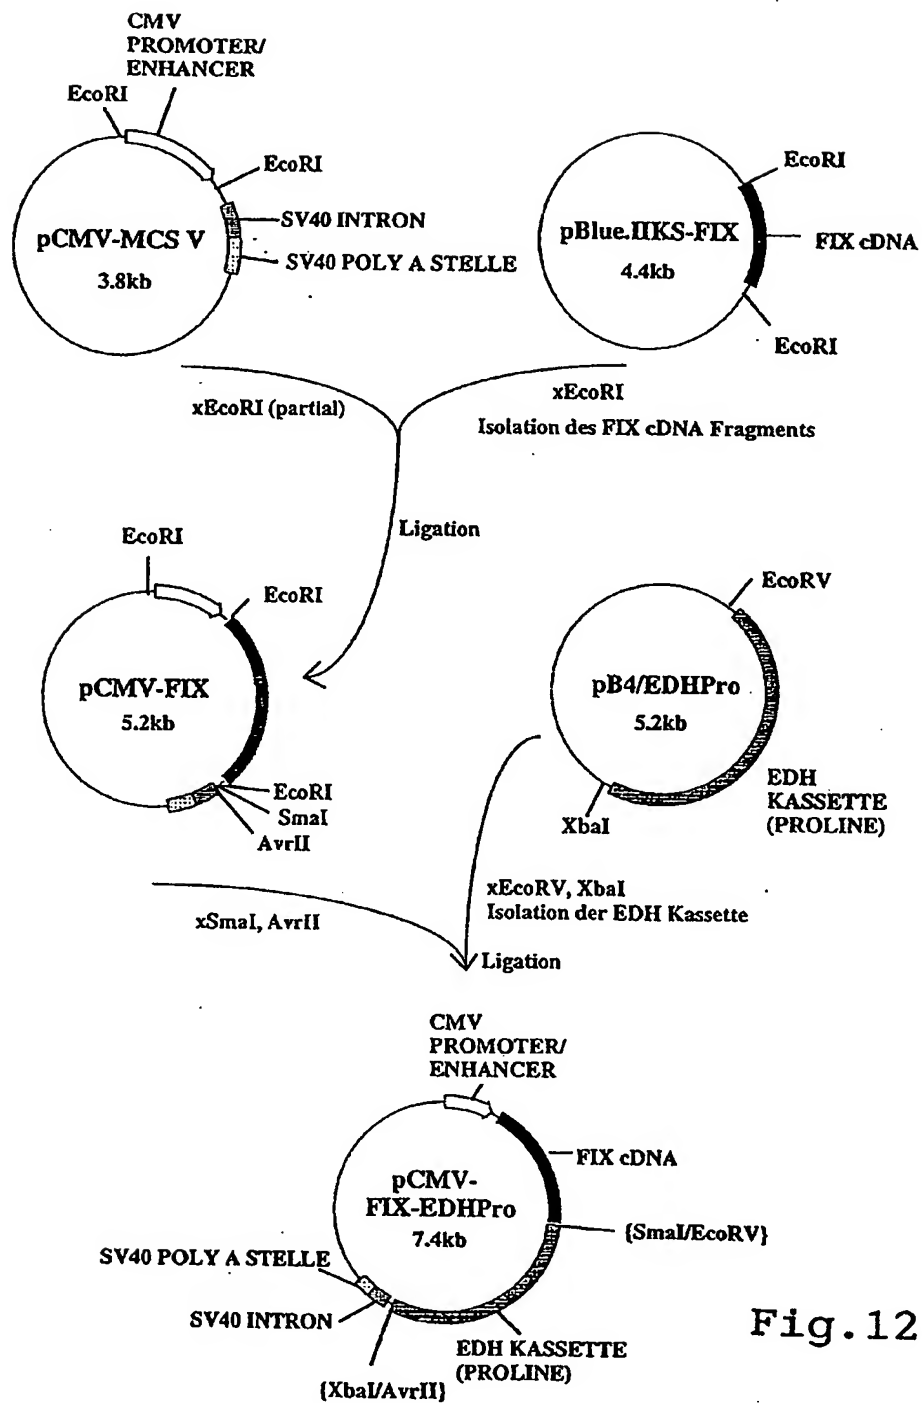 CMV
PROMOTER/
ENHANCER
EcoRI
EcoRI
pCMV-MCS V
3.8kb
SV40 INTRON
SV40 POLY A STELLE
EcoRI
pBlue.IIKS-FIX
4.4kb
FIX cDNA
EcoRI
xEcoRI (partial)
xEcoRI
Isolation des FIX cDNA Fragments
Ligation
EcoRI
EcoRI
pCMV-FIX
5.2kb
EcoRI
SmaI
AvrII
EcoRV
pB4/EDHPro
5.2kb
XbaI
EDH
KASSETTE
(PROLINE)
xSmaI, AvrII
xEcoRV, XbaI
Isolation der EDH Kassette
Ligation
CMV
PROMOTER/
ENHANCER
FIX cDNA
pCMV-
FIX-EDHPro
7.4kb
{SmaI/EcoRV}
SV40 POLY A STELLE
SV40 INTRON
EDH KASSETTE
(PROLINE)
{XbaI/AvrII}
Fig.12